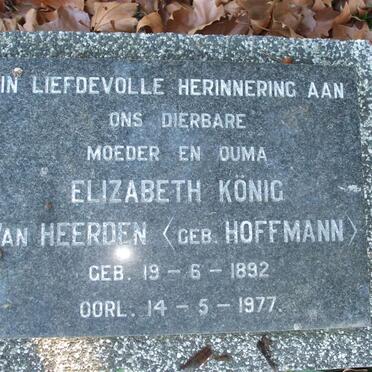 IN LIEFDEVOLLE HERINNERING AAN
ONS DIERBARE
MOEDER EN OUMA
ELIZABETH KÖNIG
VAN HEERDEN (GEB. HOFFMANN)
GEB. 19-6-1892
OORL. 14-5-1977.